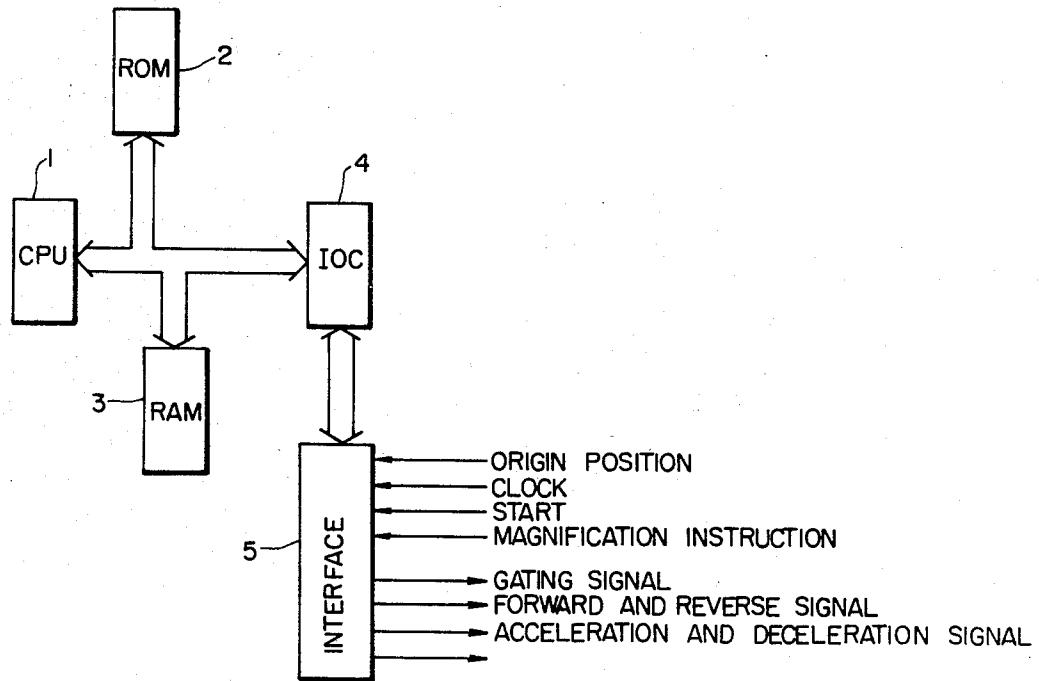 ROM 2
1
4
CPU
IOC
3 RAM
ORIGIN POSITION
CLOCK
START
MAGNIFICATION INSTRUCTION
5 INTERFACE
GATING SIGNAL
FORWARD AND REVERSE SIGNAL
ACCELERATION AND DECELERATION SIGNAL